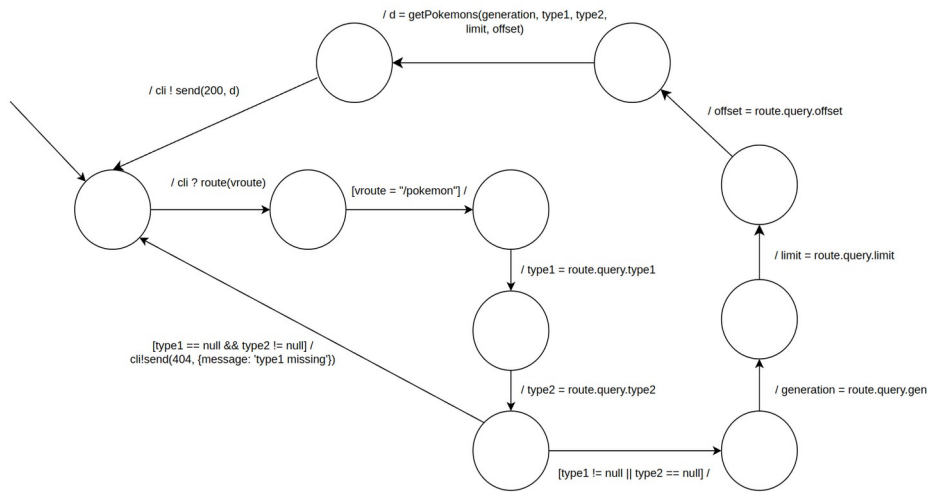 / d = getPokemons(generation, type1, type2,
limit, offset)
/ cli ! send(200, d)
/ offset = route.query.offset
/ cli ? route(vroute)
[vroute = "/pokemon"] /
/ type1 = route.query.type1
/ limit = route.query.limit
[type1 == null && type2 != null] /
cli!send(404, {message: 'type1 missing'})
/ type2 = route.query.type2
/ generation = route.query.gen
[type1 != null || type2 == null] /